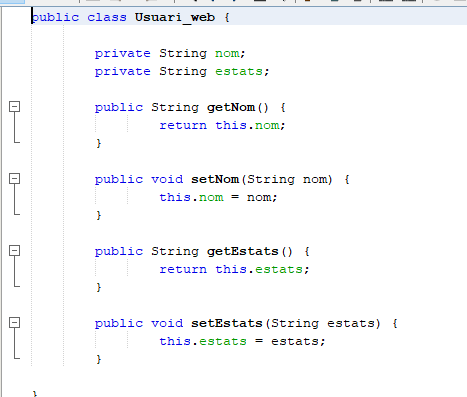 public class Usuari_web {
private String nom;
private String estats;
public String getNom() {
return this.nom;
}
public void setNom(String nom) {
this.nom = nom;
}
public String getEstats() {
return this.estats;
}
public void setEstats(String estats) {
this.estats = estats;
}
}